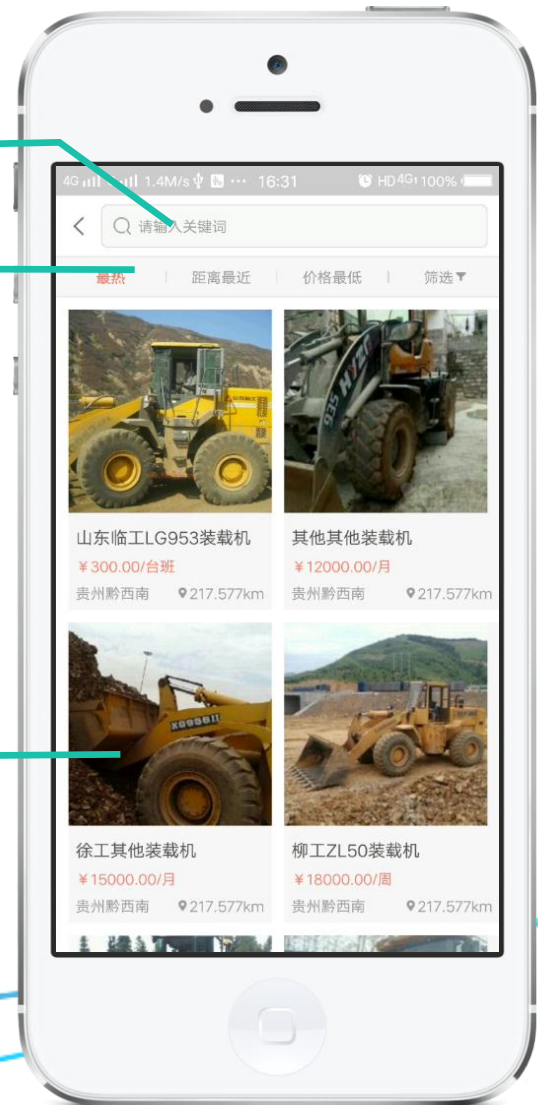 4G 1.4M/s ··· 16:31 HD 4G 100%
请输入关键词
最热 距离最近 价格最低 筛选
山东临工LG953装载机 其他其他装载机
¥300.00/台班 ¥12000.00/月
贵州黔西南 217.577km 贵州黔西南 217.577km
徐工其他装载机 柳工ZL50装载机
¥15000.00/月 ¥18000.00/周
贵州黔西南 217.577km 贵州黔西南 217.577km